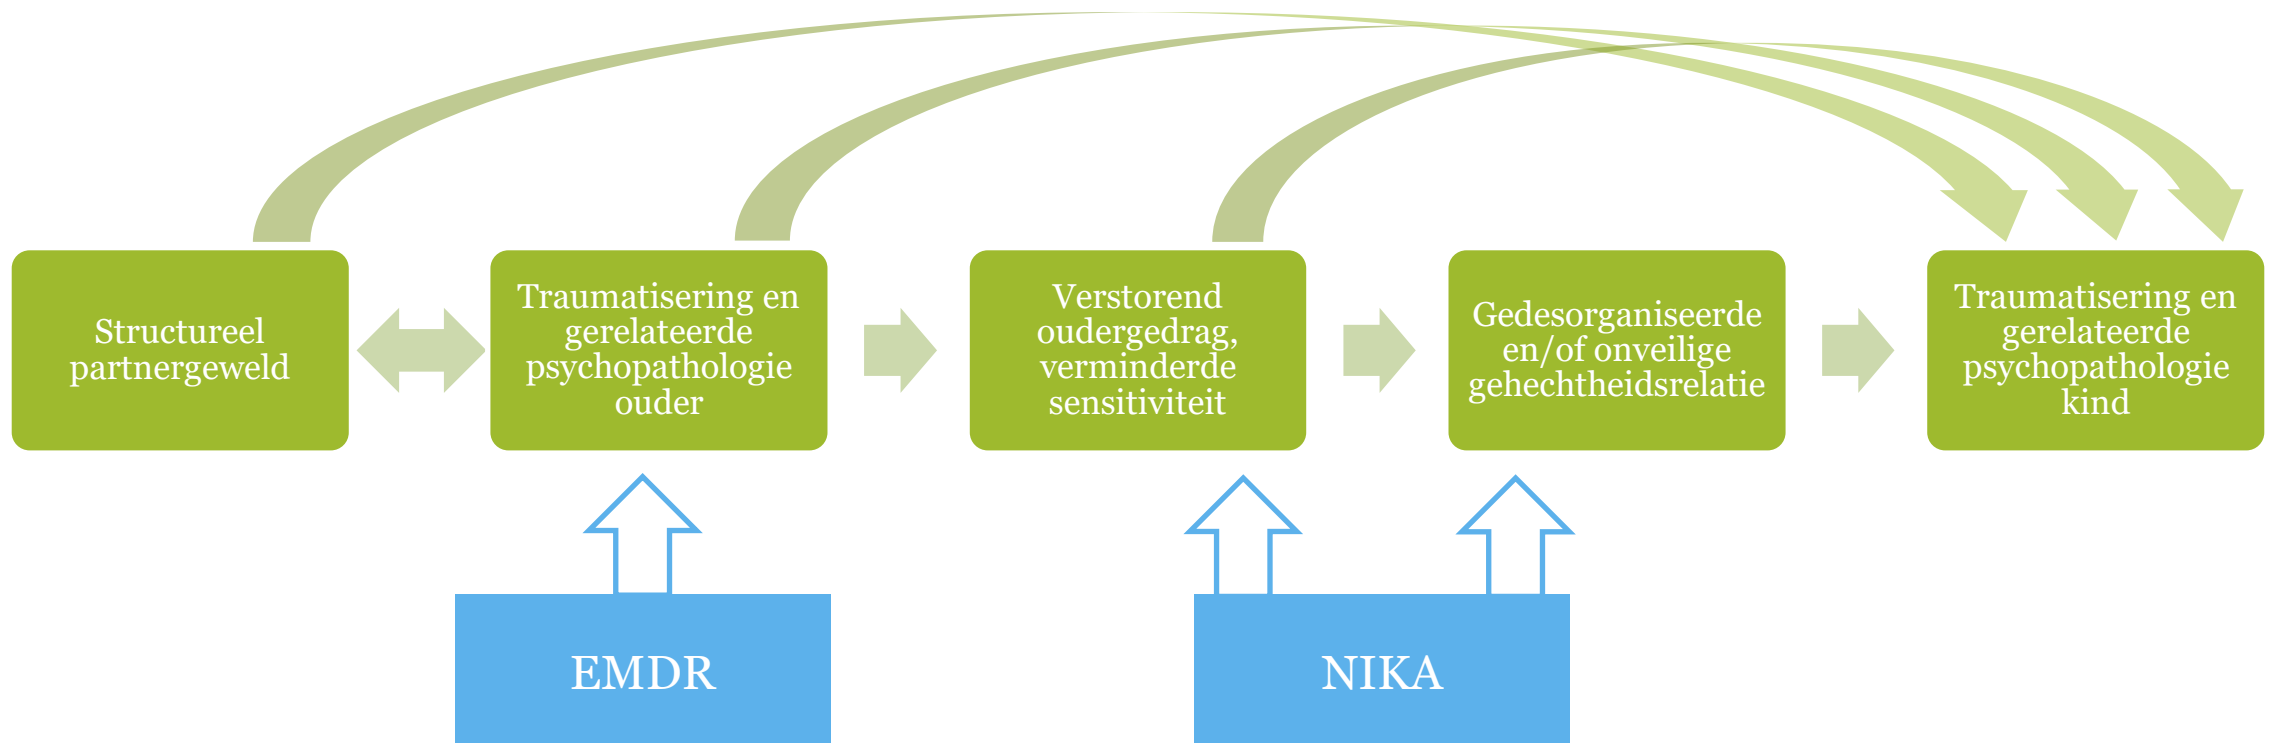 Structureel
partnergeweld
Traumatisering en
gerelateerde
psychopathologie
ouder
Verstorend
oudergedrag,
verminderde
sensitiviteit
Gedesorganiseerde
en/of onveilige
gehechtheidsrelatie
Traumatisering en
gerelateerde
psychopathologie
kind
EMDR
NIKA